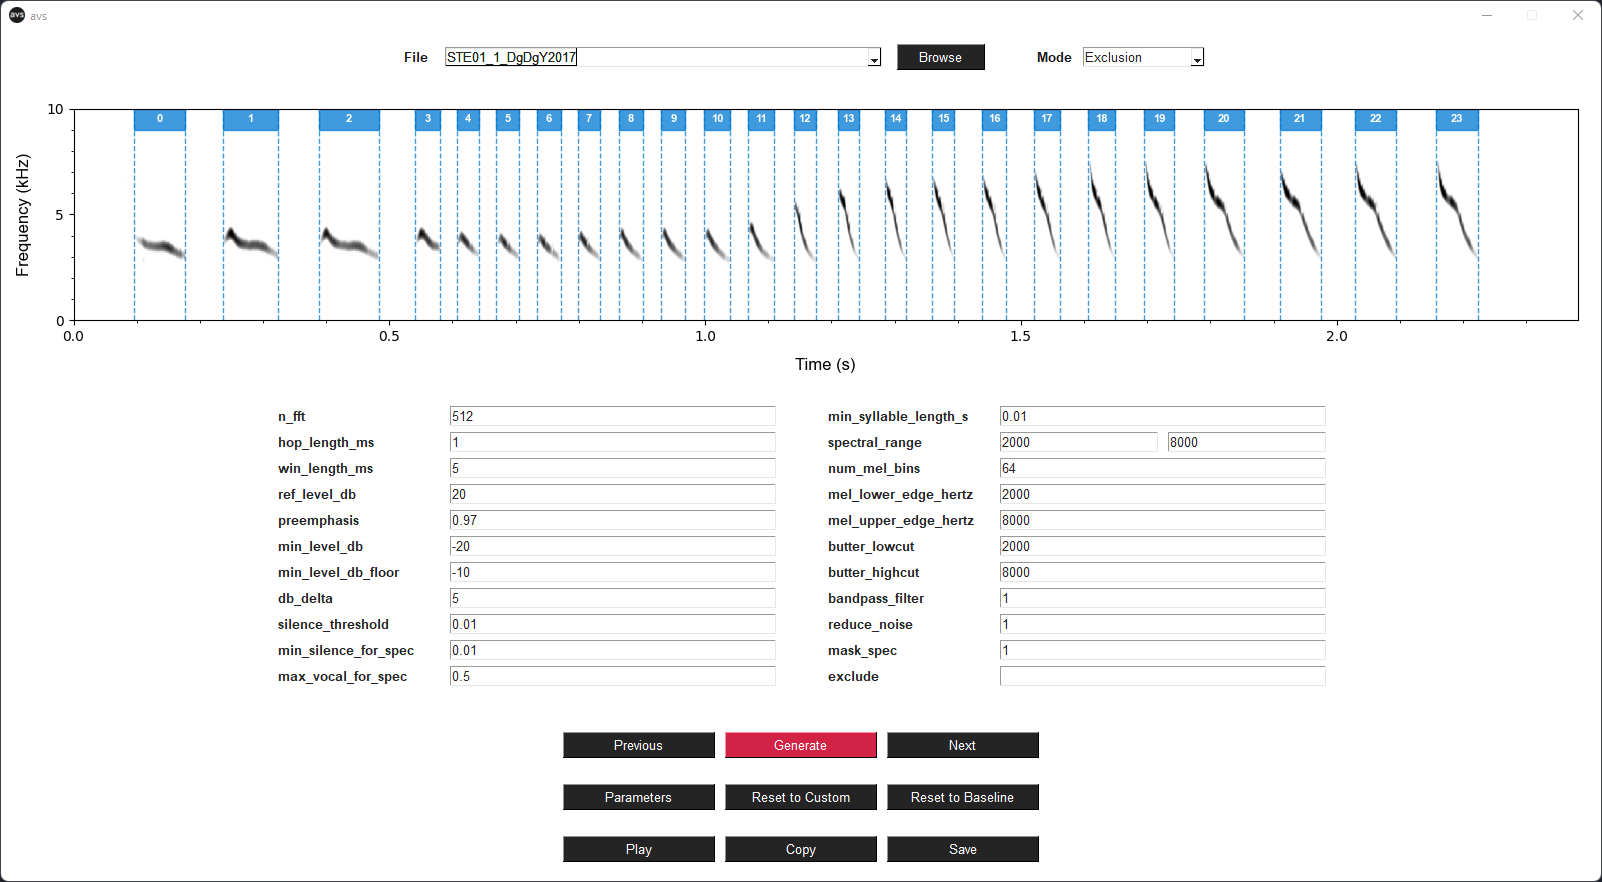 avs avs
File STE01_1_DgDgY2017 Browse Mode Exclusion
10
0 1 2 3 4 5 6 7 8 9 10 11 12 13 14 15 16 17 18 19 20 21 22 23
Frequency (kHz)
5
0
0.0 0.5 1.0 1.5 2.0
Time (s)
n_fft 512 min_syllable_length_s 0.01
hop_length_ms 1 spectral_range 2000 8000
win_length_ms 5 num_mel_bins 64
ref_level_db 20 mel_lower_edge_hertz 2000
preemphasis 0.97 mel_upper_edge_hertz 8000
min_level_db -20 butter_lowcut 2000
min_level_db_floor -10 butter_highcut 8000
db_delta 5 bandpass_filter 1
silence_threshold 0.01 reduce_noise 1
min_silence_for_spec 0.01 mask_spec 1
max_vocal_for_spec 0.5 exclude
Previous Generate Next
Parameters Reset to Custom Reset to Baseline
Play Copy Save